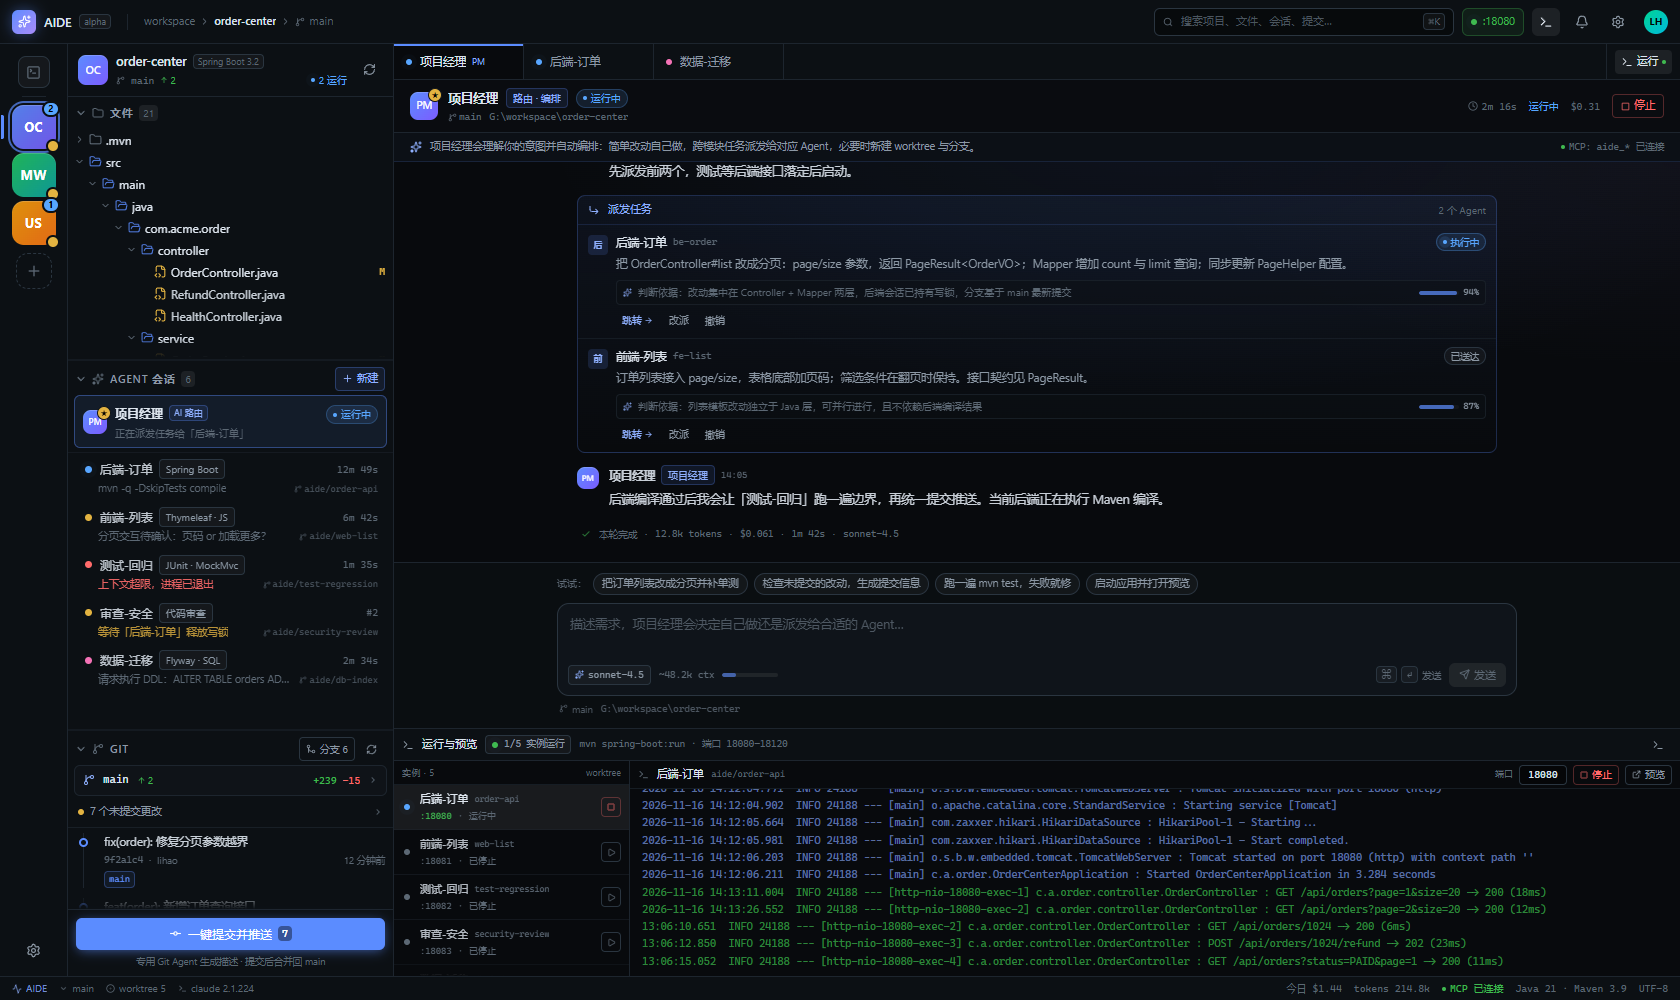 AIDE alpha workspace > order-center > main 搜索项目、文件、会话、提交... ⌘K :18080 LH
OC order-center Spring Boot 3.2
main ↑2 2 运行
文件 21
.mvn
src
main
java
com.acme.order
controller
OrderController.java M
RefundController.java
HealthController.java
service
2
OC
MW
1
US
AGENT 会话 6 + 新建
PM 项目经理 AI 路由 运行中
正在派发任务给「后端-订单」
后端-订单 Spring Boot 12m 49s
mvn -q -DskipTests compile aide/order-api
前端-列表 Thymeleaf · JS 6m 42s
分页交互待确认：页码 or 加载更多? aide/web-list
测试-回归 JUnit · MockMvc 1m 35s
上下文超限，进程已退出 aide/test-regression
审查-安全 代码审查 #2
等待「后端-订单」释放写锁 aide/security-review
数据-迁移 Flyway · SQL 2m 34s
请求执行 DDL：ALTER TABLE orders AD... aide/db-index
GIT 分支 6
main ↑2 +239 −15
7 个未提交更改
fix(order): 修复分页参数越界
9f2a1c4 · lihao 12 分钟前
main
feat(order): 新增订单查询接口
一键提交并推送 7
专用 Git Agent 生成描述 · 提交后合并回 main
项目经理 PM 后端-订单 数据-迁移 运行
PM 项目经理 路由 · 编排 运行中
main G:\workspace\order-center
2m 16s 运行中 $0.31 停止
项目经理会理解你的意图并自动编排：简单改动自己做，跨模块任务派发给对应 Agent，必要时新建 worktree 与分支。 MCP: aide_* 已连接
先派发前两个，测试等后端接口落定后启动。
派发任务 2 个 Agent
后 后端-订单 be-order 执行中
把 OrderController#list 改成分页：page/size 参数，返回 PageResult<OrderVO>；Mapper 增加 count 与 limit 查询；同步更新 PageHelper 配置。
判断依据：改动集中在 Controller + Mapper 两层，后端会话已持有写锁，分支基于 main 最新提交 94%
跳转 → 改派 撤销
前 前端-列表 fe-list 已送达
订单列表接入 page/size，表格底部加页码；筛选条件在翻页时保持。接口契约见 PageResult。
判断依据：列表模板改动独立于 Java 层，可并行进行，且不依赖后端编译结果 87%
跳转 → 改派 撤销
PM 项目经理 项目经理 14:05
后端编译通过后我会让「测试-回归」跑一遍边界，再统一提交推送。当前后端正在执行 Maven 编译。
✓ 本轮完成 · 12.8k tokens · $0.061 · 1m 42s · sonnet-4.5
试试： 把订单列表改成分页并补单测 检查未提交的改动，生成提交信息 跑一遍 mvn test，失败就修 启动应用并打开预览
描述需求，项目经理会决定自己做还是派发给合适的 Agent...
sonnet-4.5 ~48.2k ctx ⌘ ↵ 发送 发送
main G:\workspace\order-center
运行与预览 1/5 实例运行 mvn spring-boot:run · 端口 18080-18120
实例 · 5 worktree
后端-订单 order-api
:18080 · 运行中
前端-列表 web-list
:18081 · 已停止
测试-回归 test-regression
:18082 · 已停止
审查-安全 security-review
:18083 · 已停止
后端-订单 aide/order-api 端口 18080 停止 预览
2026-11-16 14:12:04.771 INFO 24188 --- [main] o.s.b.w.embedded.tomcat.TomcatWebServer : Tomcat initialized with port 18080 (http)
2026-11-16 14:12:04.902 INFO 24188 --- [main] o.apache.catalina.core.StandardService : Starting service [Tomcat]
2026-11-16 14:12:05.664 INFO 24188 --- [main] com.zaxxer.hikari.HikariDataSource : HikariPool-1 - Starting...
2026-11-16 14:12:05.981 INFO 24188 --- [main] com.zaxxer.hikari.HikariDataSource : HikariPool-1 - Start completed.
2026-11-16 14:12:06.203 INFO 24188 --- [main] o.s.b.w.embedded.tomcat.TomcatWebServer : Tomcat started on port 18080 (http) with context path ''
2026-11-16 14:12:06.211 INFO 24188 --- [main] c.a.order.OrderCenterApplication : Started OrderCenterApplication in 3.284 seconds
2026-11-16 14:13:11.004 INFO 24188 --- [http-nio-18080-exec-1] c.a.order.controller.OrderController : GET /api/orders?page=1&size=20 → 200 (18ms)
2026-11-16 14:13:26.552 INFO 24188 --- [http-nio-18080-exec-2] c.a.order.controller.OrderController : GET /api/orders?page=2&size=20 → 200 (12ms)
13:06:10.651 INFO 24188 --- [http-nio-18080-exec-2] c.a.order.controller.OrderController : GET /api/orders/1024 → 200 (6ms)
13:06:12.850 INFO 24188 --- [http-nio-18080-exec-3] c.a.order.controller.OrderController : POST /api/orders/1024/refund → 202 (23ms)
13:06:15.052 INFO 24188 --- [http-nio-18080-exec-4] c.a.order.controller.OrderController : GET /api/orders?status=PAID&page=1 → 200 (11ms)
AIDE main worktree 5 claude 2.1.224 今日 $1.44 tokens 214.8k MCP 已连接 Java 21 · Maven 3.9 UTF-8